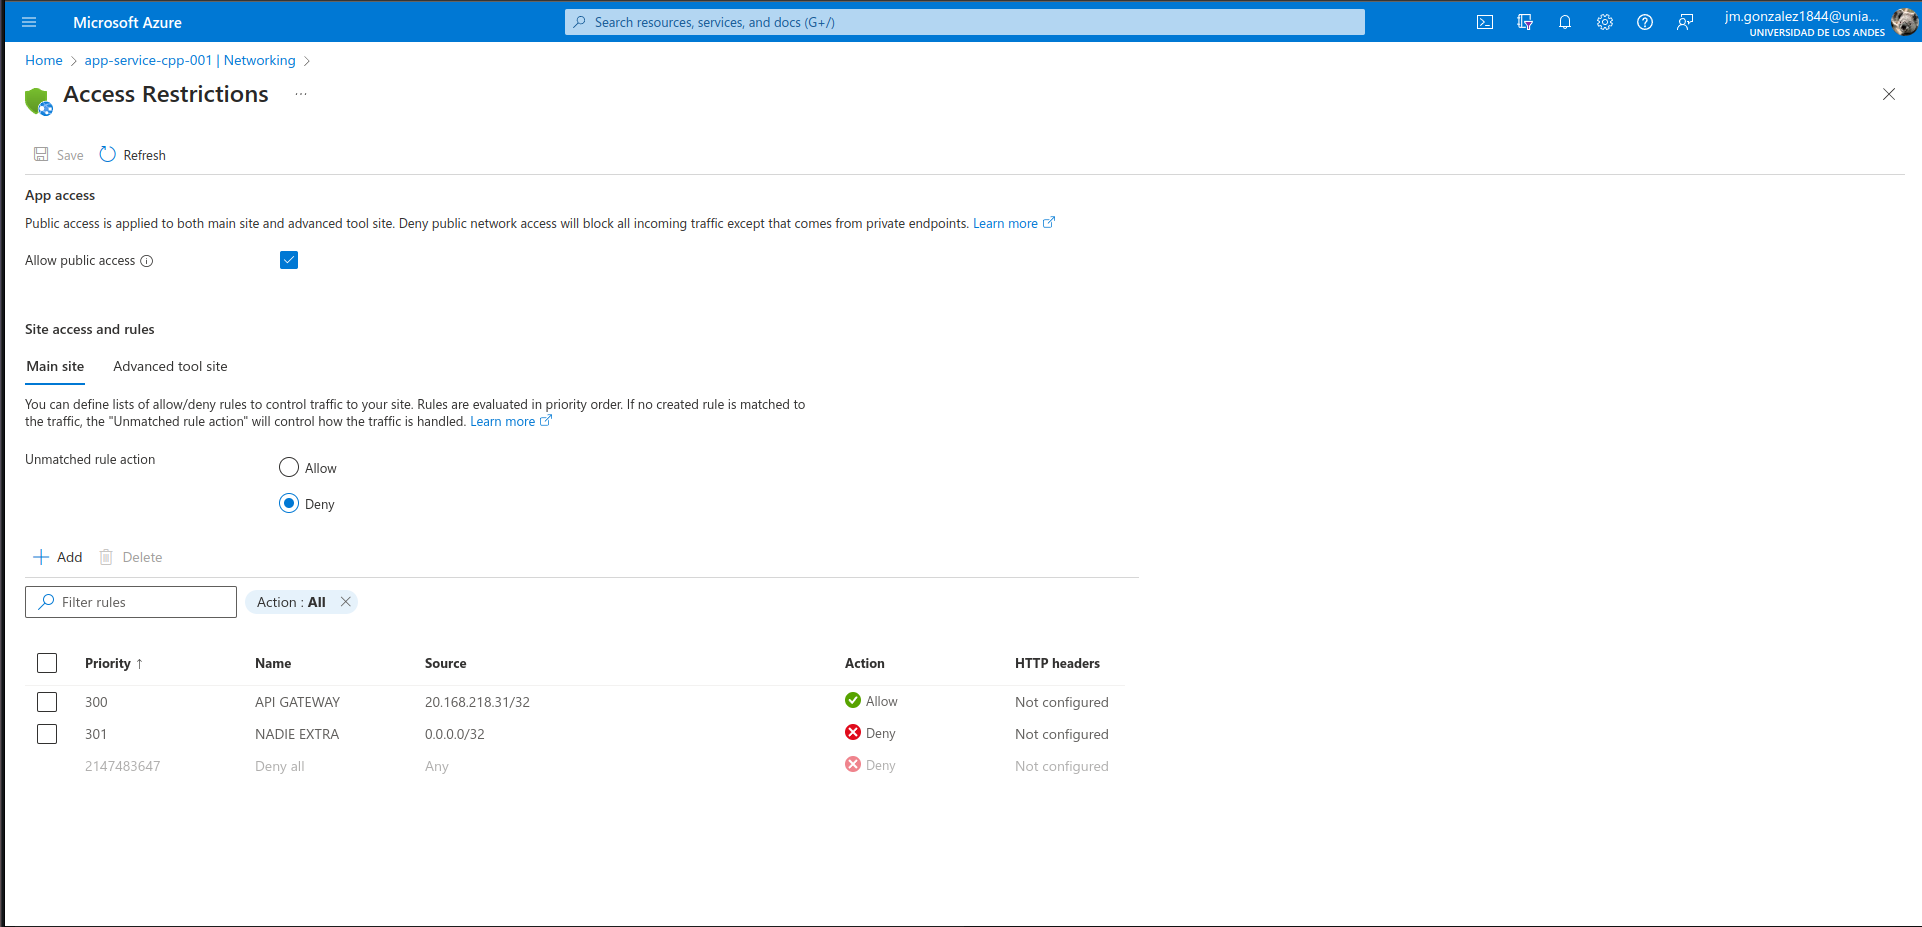 Microsoft Azure
Search resources, services, and docs (G+/)
jm.gonzalez1844@unia...
UNIVERSIDAD DE LOS ANDES
Home > app-service-cpp-001 | Networking >
Access Restrictions ...
Save Refresh
App access
Public access is applied to both main site and advanced tool site. Deny public network access will block all incoming traffic except that comes from private endpoints. Learn more
Allow public access
Site access and rules
Main site Advanced tool site
You can define lists of allow/deny rules to control traffic to your site. Rules are evaluated in priority order. If no created rule is matched to
the traffic, the "Unmatched rule action" will control how the traffic is handled. Learn more
Unmatched rule action
Allow
Deny
Add Delete
Filter rules Action : All
Priority ↑ Name Source Action HTTP headers
300 API GATEWAY 20.168.218.31/32 Allow Not configured
301 NADIE EXTRA 0.0.0.0/32 Deny Not configured
2147483647 Deny all Any Deny Not configured